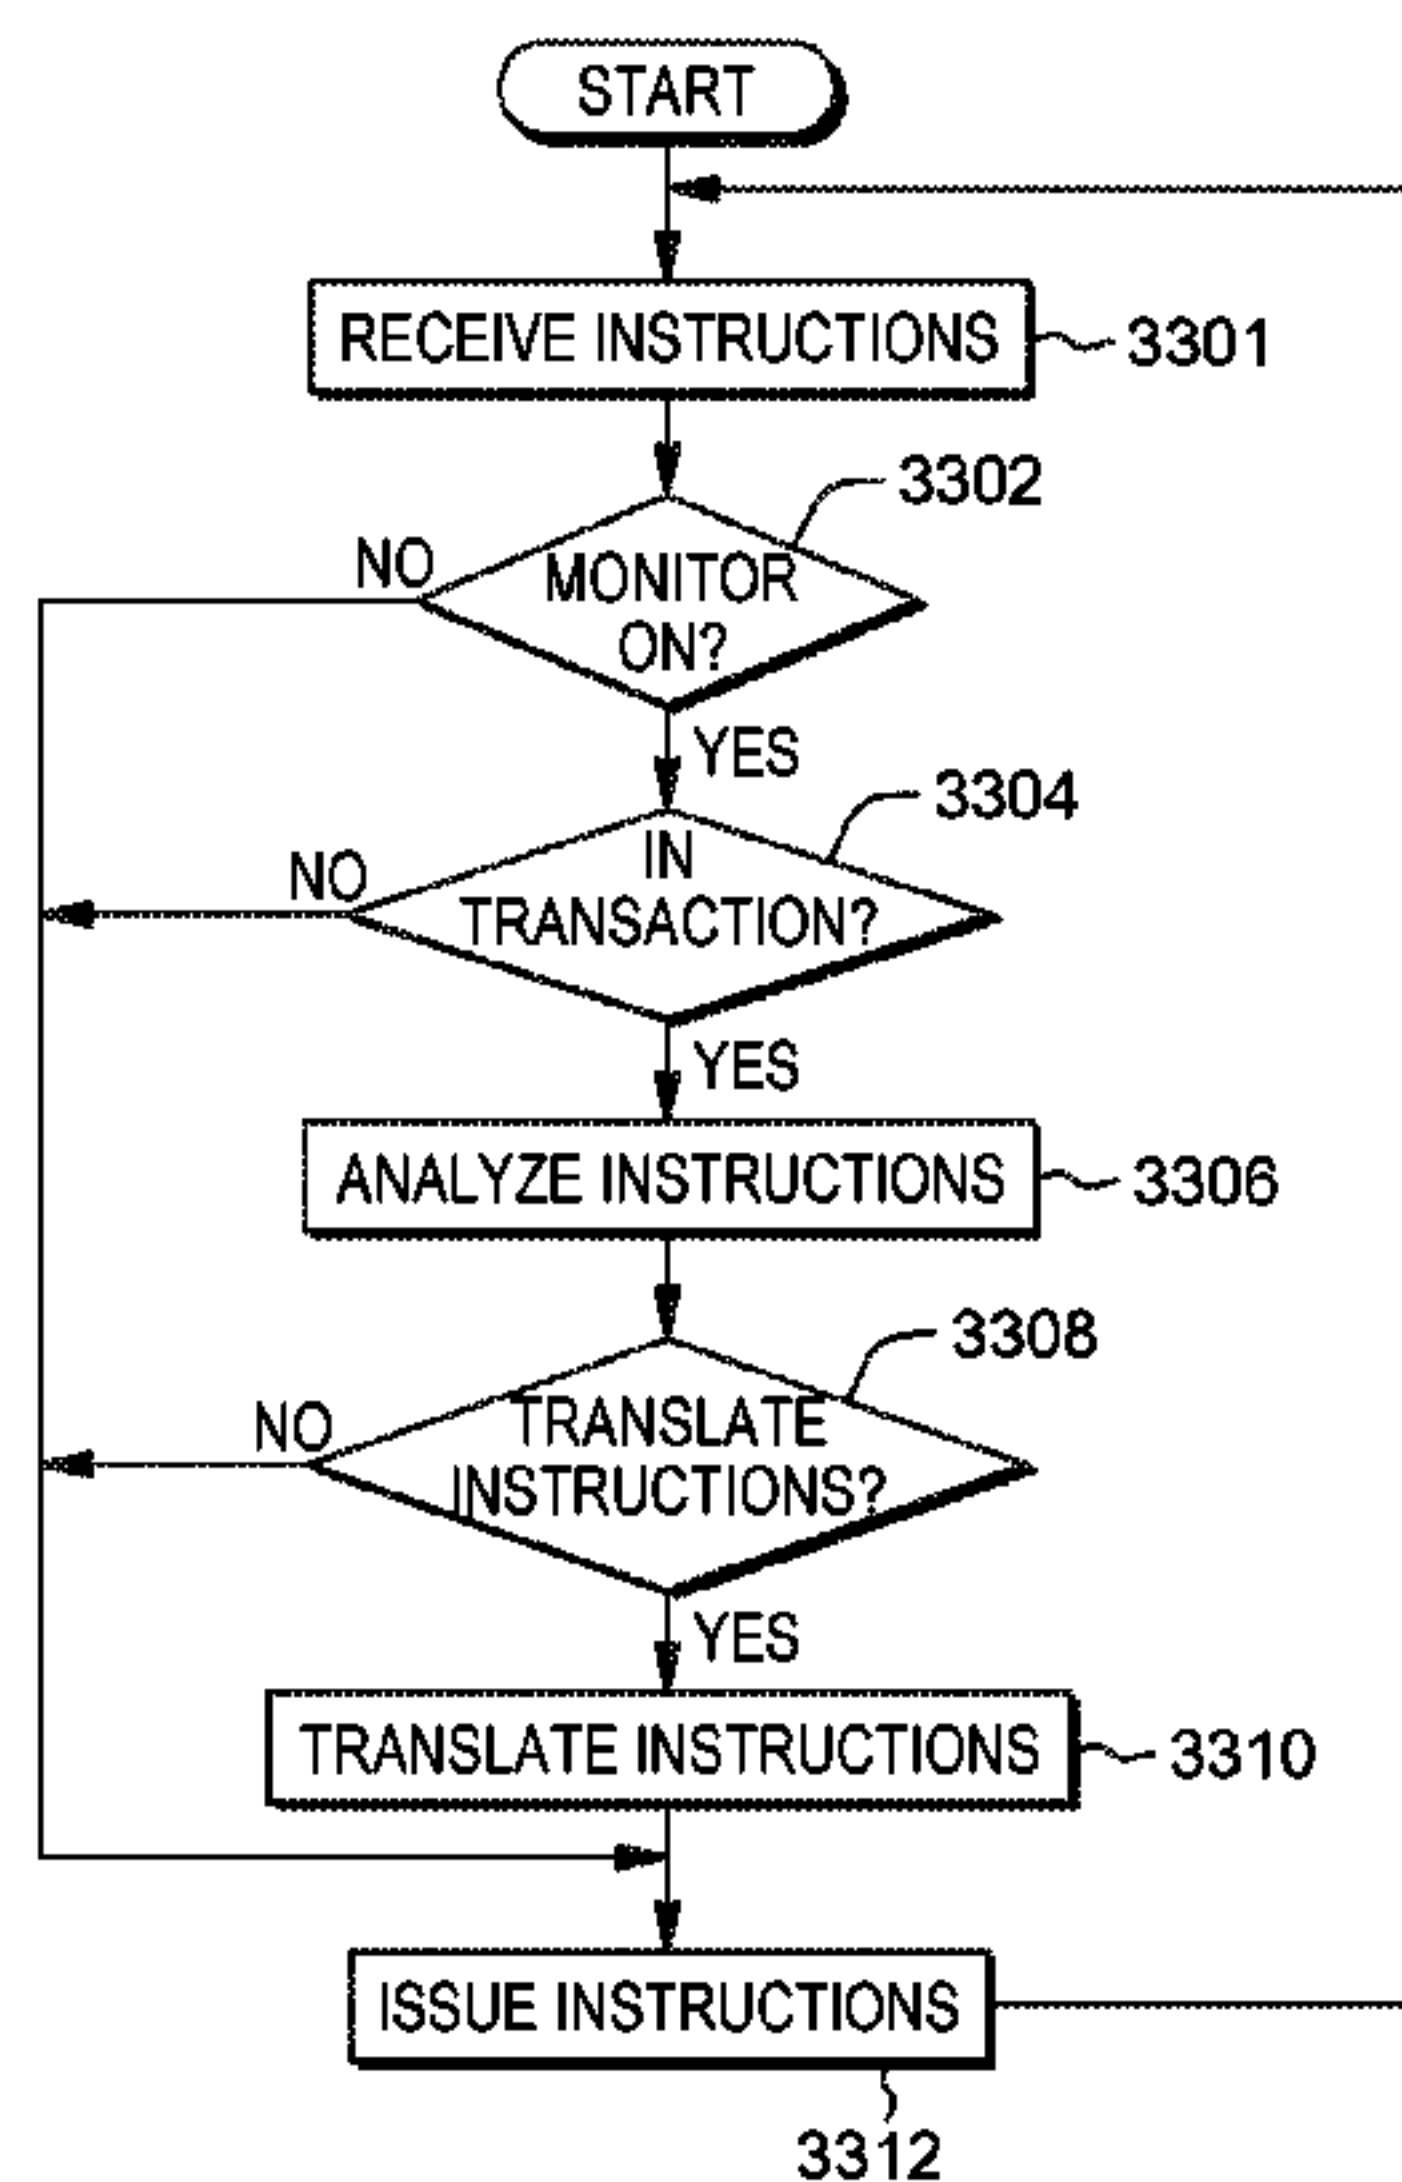 START
RECEIVE INSTRUCTIONS
3301
3302
NO
MONITOR
ON?
YES
3304
NO
IN
TRANSACTION?
YES
ANALYZE INSTRUCTIONS
3306
3308
NO
TRANSLATE
INSTRUCTIONS?
YES
TRANSLATE INSTRUCTIONS
3310
ISSUE INSTRUCTIONS
3312